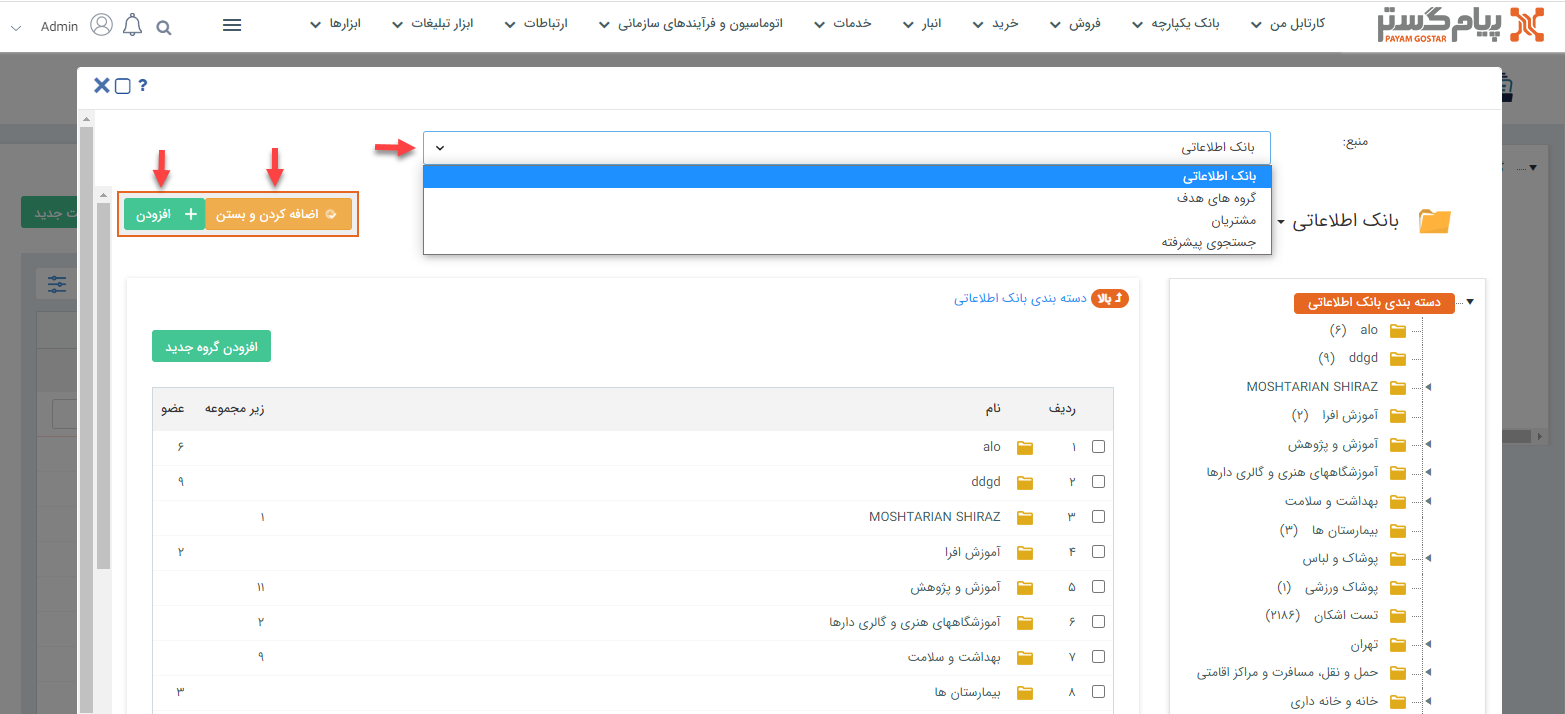 پیام گستر
PAYAM GOSTAR
کارتابل من
بانک یکپارچه
فروش
خرید
انبار
خدمات
اتوماسیون و فرآیندهای سازمانی
ارتباطات
ابزار تبلیغات
ابزارها
Admin
?
منبع:
بانک اطلاعاتی
بانک اطلاعاتی
گروه های هدف
مشتریان
جستجوی پیشرفته
بانک اطلاعاتی
اضافه کردن و بستن
افزودن
جدید
دسته بندی بانک اطلاعاتی
alo (۶)
ddgd (۹)
MOSHTARIAN SHIRAZ
آموزش افرا (۲)
آموزش و پژوهش
آموزشگاههای هنری و گالری دارها
بهداشت و سلامت
بیمارستان ها (۳)
پوشاک و لباس
پوشاک ورزشی (۱)
تست اشکان (۲۱۸۶)
تهران
حمل و نقل، مسافرت و مراکز اقامتی
خانه و خانه داری
بالا دسته بندی بانک اطلاعاتی
افزودن گروه جدید
ردیف نام زیر مجموعه عضو
۱ alo ۶
۲ ddgd ۹
۳ MOSHTARIAN SHIRAZ ۱
۴ آموزش افرا ۲
۵ آموزش و پژوهش ۱۱
۶ آموزشگاههای هنری و گالری دارها ۲
۷ بهداشت و سلامت ۹
۸ بیمارستان ها ۳